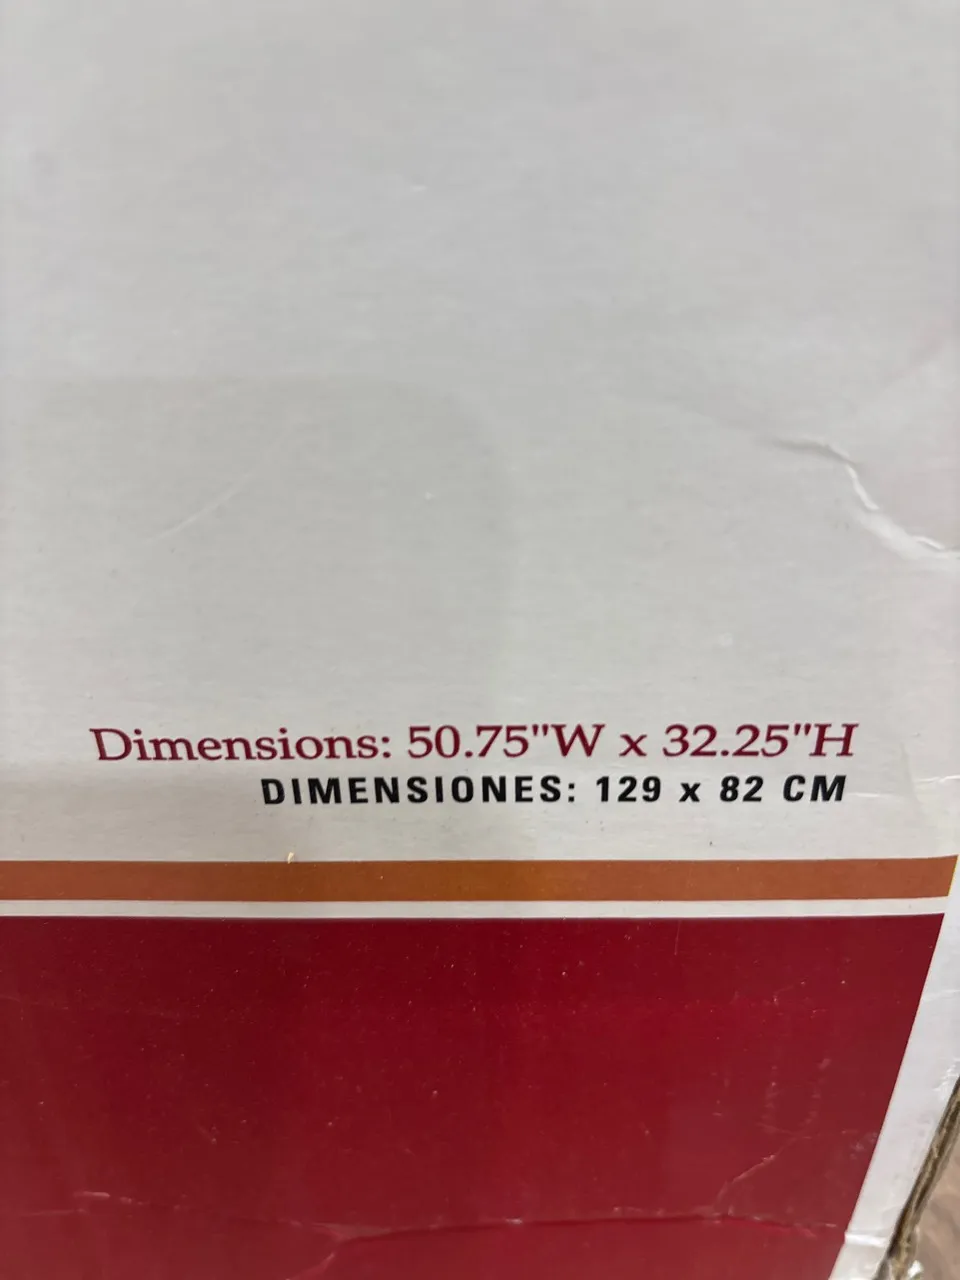 Dimensions: 50.75"W x 32.25"H
DIMENSIONES: 129 x 82 CM